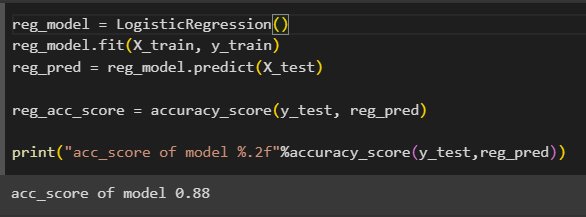 reg_model = LogisticRegression()
reg_model.fit(X_train, y_train)
reg_pred = reg_model.predict(X_test)
reg_acc_score = accuracy_score(y_test, reg_pred)
print("acc_score of model %.2f"%accuracy_score(y_test,reg_pred))
acc_score of model 0.88